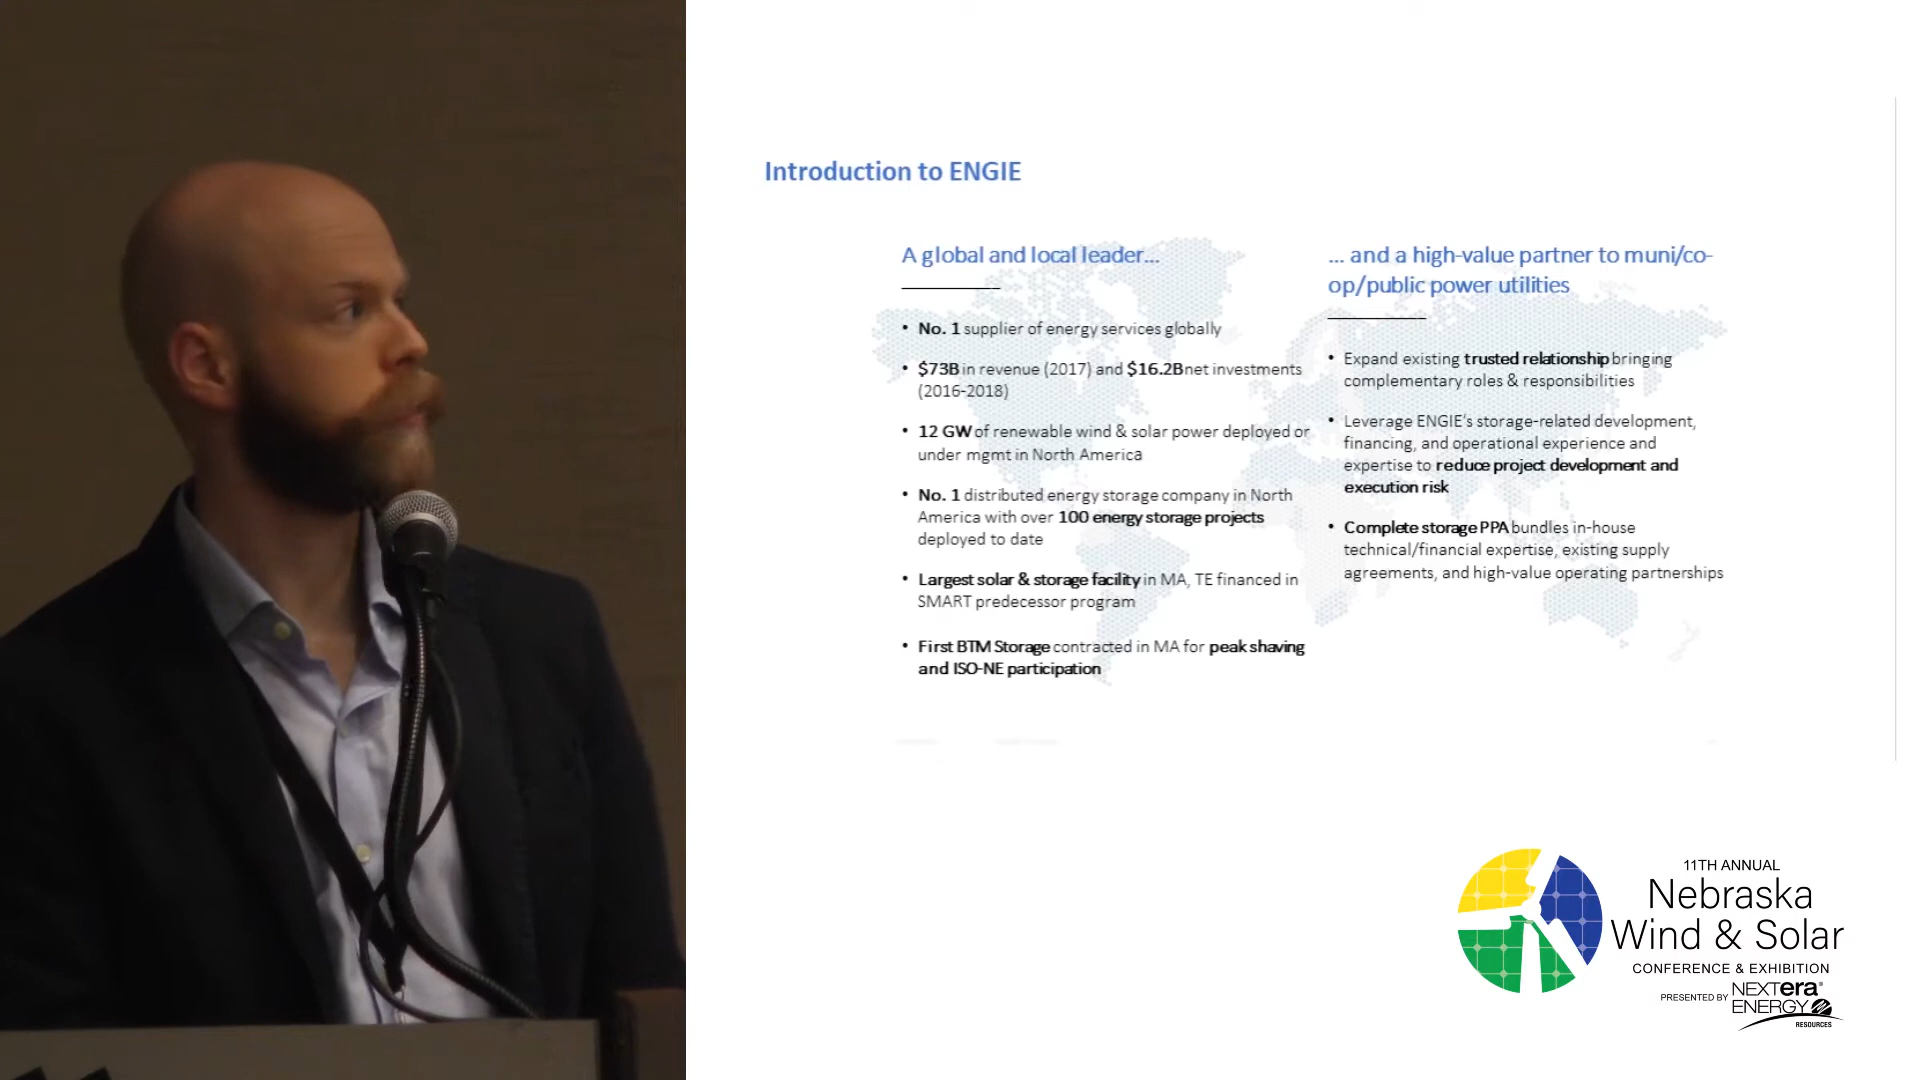 Introduction to ENGIE
A global and local leader...
• No. 1 supplier of energy services globally
• $73B in revenue (2017) and $16.2B net investments
(2016-2018)
• 12 GW of renewable wind & solar power deployed or
under mgmt in North America
• No. 1 distributed energy storage company in North
America with over 100 energy storage projects
deployed to date
• Largest solar & storage facility in MA, TE financed in
SMART predecessor program
• First BTM Storage contracted in MA for peak shaving
and ISO-NE participation
... and a high-value partner to muni/co-
op/public power utilities
• Expand existing trusted relationship bringing
complementary roles & responsibilities
• Leverage ENGIE's storage-related development,
financing, and operational experience and
expertise to reduce project development and
execution risk
• Complete storage PPA bundles in-house
technical/financial expertise, existing supply
agreements, and high-value operating partnerships
11TH ANNUAL
Nebraska
Wind & Solar
CONFERENCE & EXHIBITION
PRESENTED BY NEXTera®
ENERGY
RESOURCES